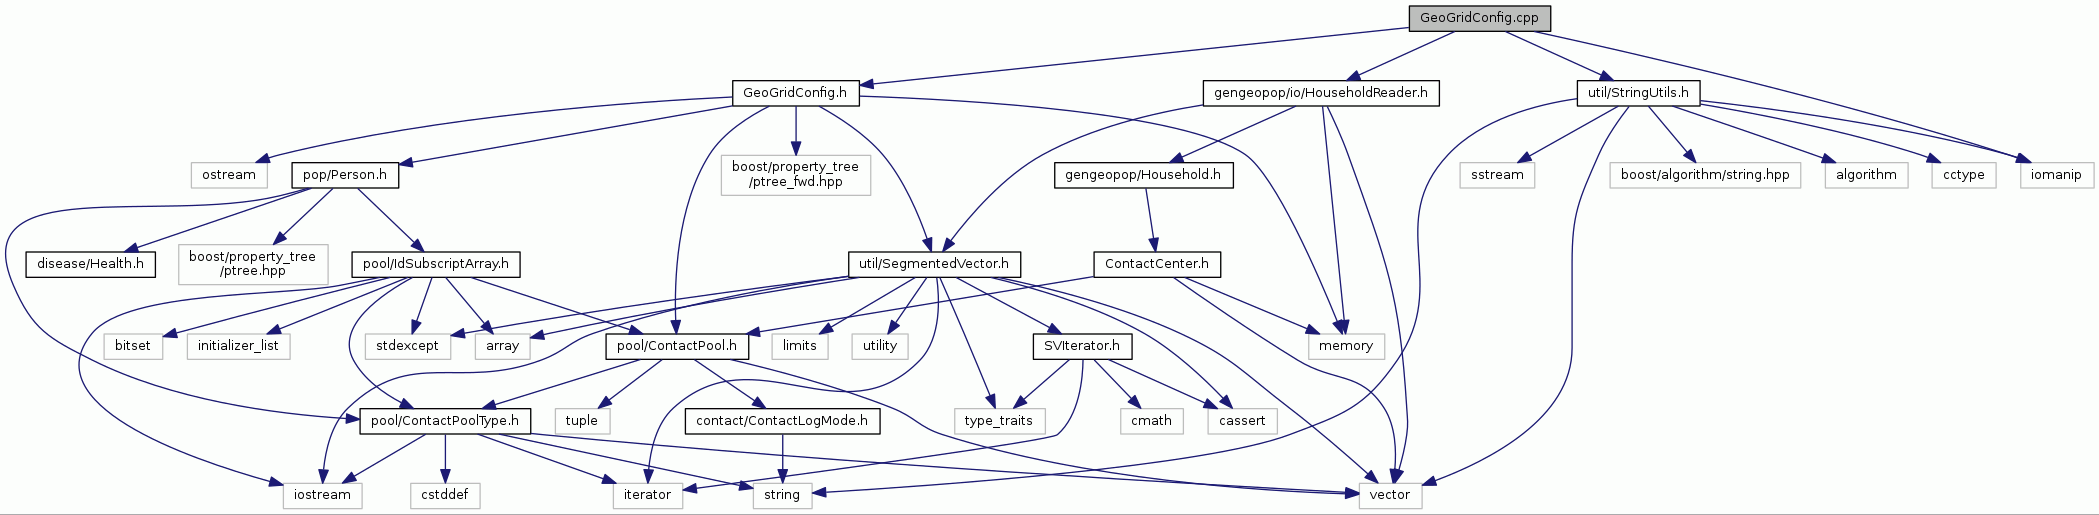 GeoGridConfig.cpp
GeoGridConfig.h
gengeopop/io/HouseholdReader.h
util/StringUtils.h
ostream
pop/Person.h
boost/property_tree
/ptree_fwd.hpp
gengeopop/Household.h
sstream
boost/algorithm/string.hpp
algorithm
cctype
iomanip
disease/Health.h
boost/property_tree
/ptree.hpp
pool/IdSubscriptArray.h
util/SegmentedVector.h
ContactCenter.h
bitset
initializer_list
stdexcept
array
pool/ContactPool.h
limits
utility
SVIterator.h
memory
pool/ContactPoolType.h
tuple
contact/ContactLogMode.h
type_traits
cmath
cassert
iostream
cstddef
iterator
string
vector